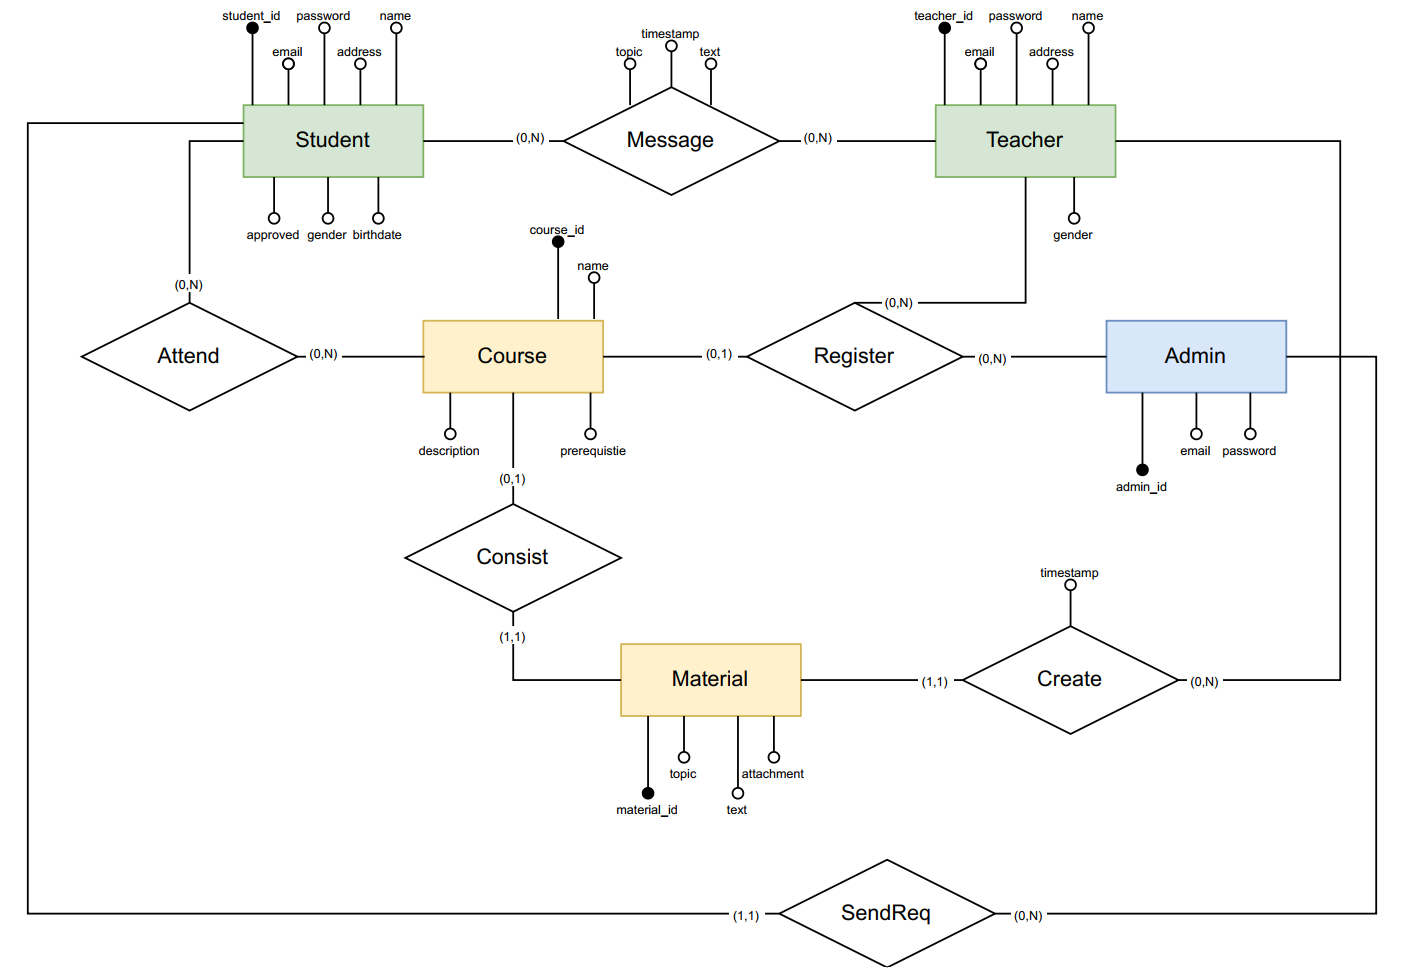 student_id password name
email address
timestamp
topic text
teacher_id password name
email address
Student
(0,N)
Message
(0,N)
Teacher
approved gender birthdate
gender
course_id
name
(0,N)
(0,N)
Attend
(0,N)
Course
(0,1)
Register
(0,N)
Admin
description
prerequistie
email password
admin_id
(0,1)
Consist
(1,1)
timestamp
Material
(1,1)
Create
(0,N)
topic attachment
material_id text
(1,1)
SendReq
(0,N)